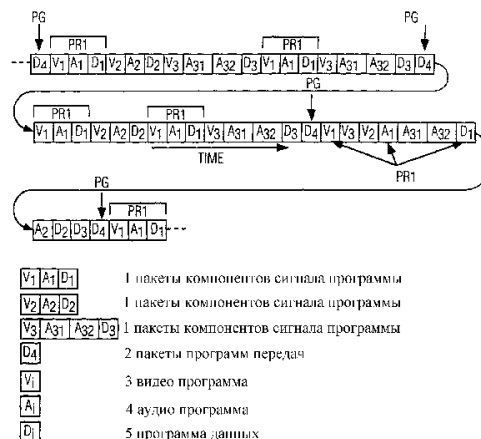 PG PG
PR1 PR1
D4 V1 A1 D1 V2 A2 D2 V3 A31 A32 D3 V1 A1 D1 V3 A31 A32 D3 D4
PG
PR1 PR1
V1 A1 D1 V2 A2 D2 V1 A1 D1 V3 A31 A32 D3 D4 V1 V3 V2 A1 A31 A32 D1
TIME
PR1
PG
PR1
A2 D2 D3 D4 V1 A1 D1
V1 A1 D1 1 пакеты компонентов сигнала программы
V2 A2 D2 1 пакеты компонентов сигнала программы
V3 A31 A32 D3 1 пакеты компонентов сигнала программы
D4 2 пакеты программ передач
Vi 3 видео программа
Ai 4 аудио программа
Di 5 программа данных